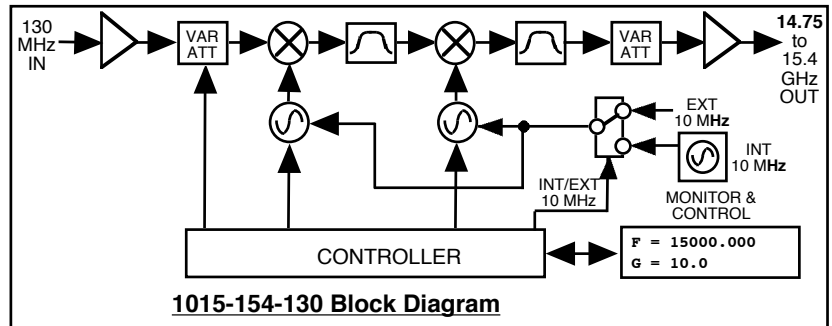 130
MHz
IN
VAR
ATT
VAR
ATT
14.75
to
15.4
GHz
OUT
EXT
10 MHz
INT
10 MHz
INT/EXT
10 MHz
MONITOR &
CONTROL
CONTROLLER
F = 15000.000
G = 10.0
1015-154-130 Block Diagram